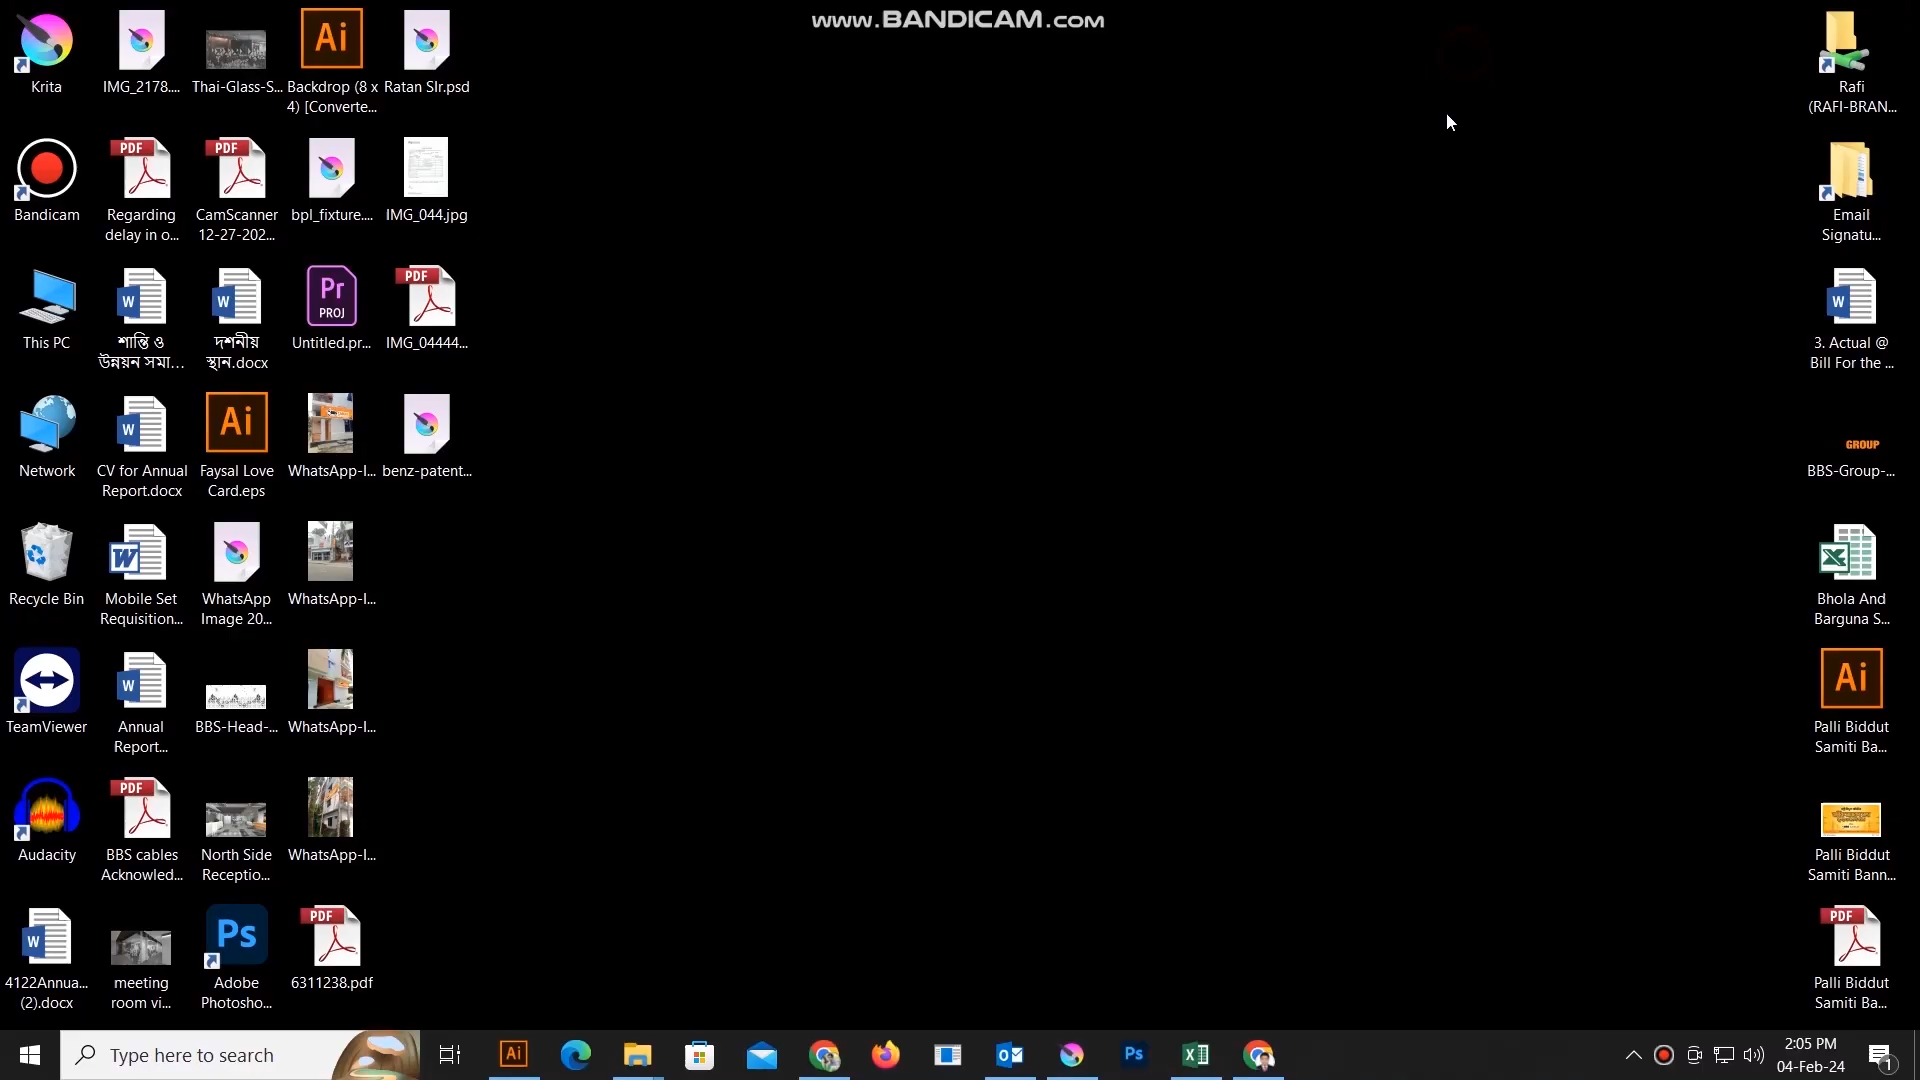 www.BANDICAM.com
Krita
IMG_2178....
Thai-Glass-S...
Backdrop (8 x
4) [Converte...
Ratan SIr.psd
Rafi
(RAFI-BRAN...
Bandicam
Regarding
delay in o...
CamScanner
12-27-202...
bpl_fixture....
IMG_044.jpg
Email
Signatu...
This PC
শান্তি ও
উন্নয়ন সমা...
দর্শনীয়
স্থান.docx
Untitled.pr...
IMG_04444...
3. Actual @
Bill For the ...
Network
CV for Annual
Report.docx
Faysal Love
Card.eps
WhatsApp-I...
benz-patent...
GROUP
BBS-Group-...
Recycle Bin
Mobile Set
Requisition...
WhatsApp
Image 20...
WhatsApp-I...
Bhola And
Barguna S...
TeamViewer
Annual
Report...
BBS-Head-...
WhatsApp-I...
Palli Biddut
Samiti Ba...
Audacity
BBS cables
Acknowled...
North Side
Receptio...
WhatsApp-I...
Palli Biddut
Samiti Bann...
4122Annua...
(2).docx
meeting
room vi...
Adobe
Photosho...
6311238.pdf
Palli Biddut
Samiti Ba...
Type here to search
2:05 PM
04-Feb-24
1